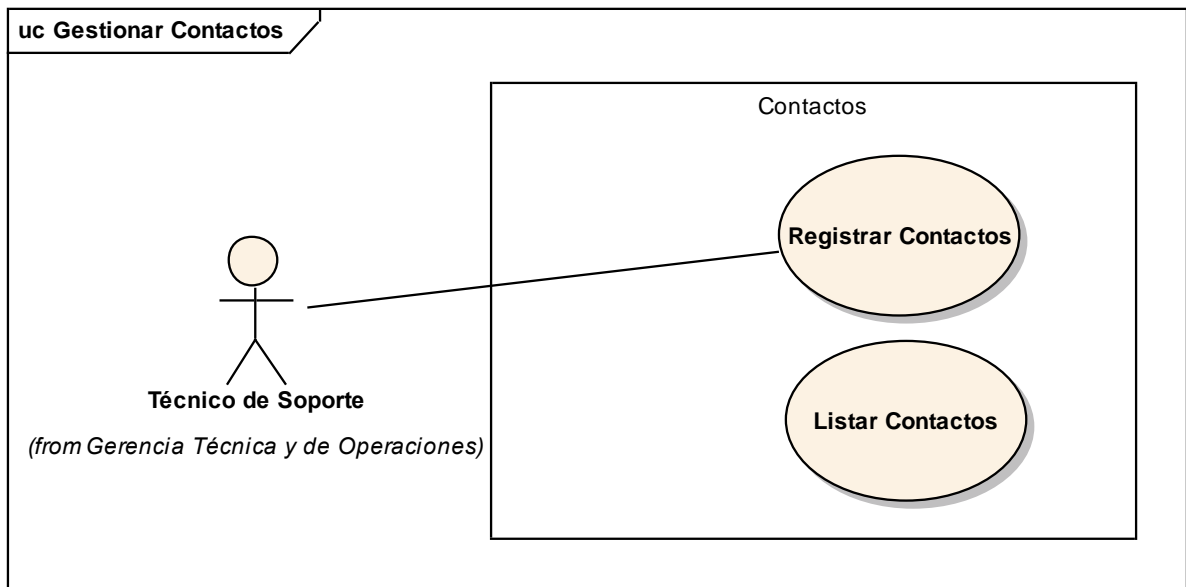 uc Gestionar Contactos
Contactos
Registrar Contactos
Técnico de Soporte
(from Gerencia Técnica y de Operaciones)
Listar Contactos